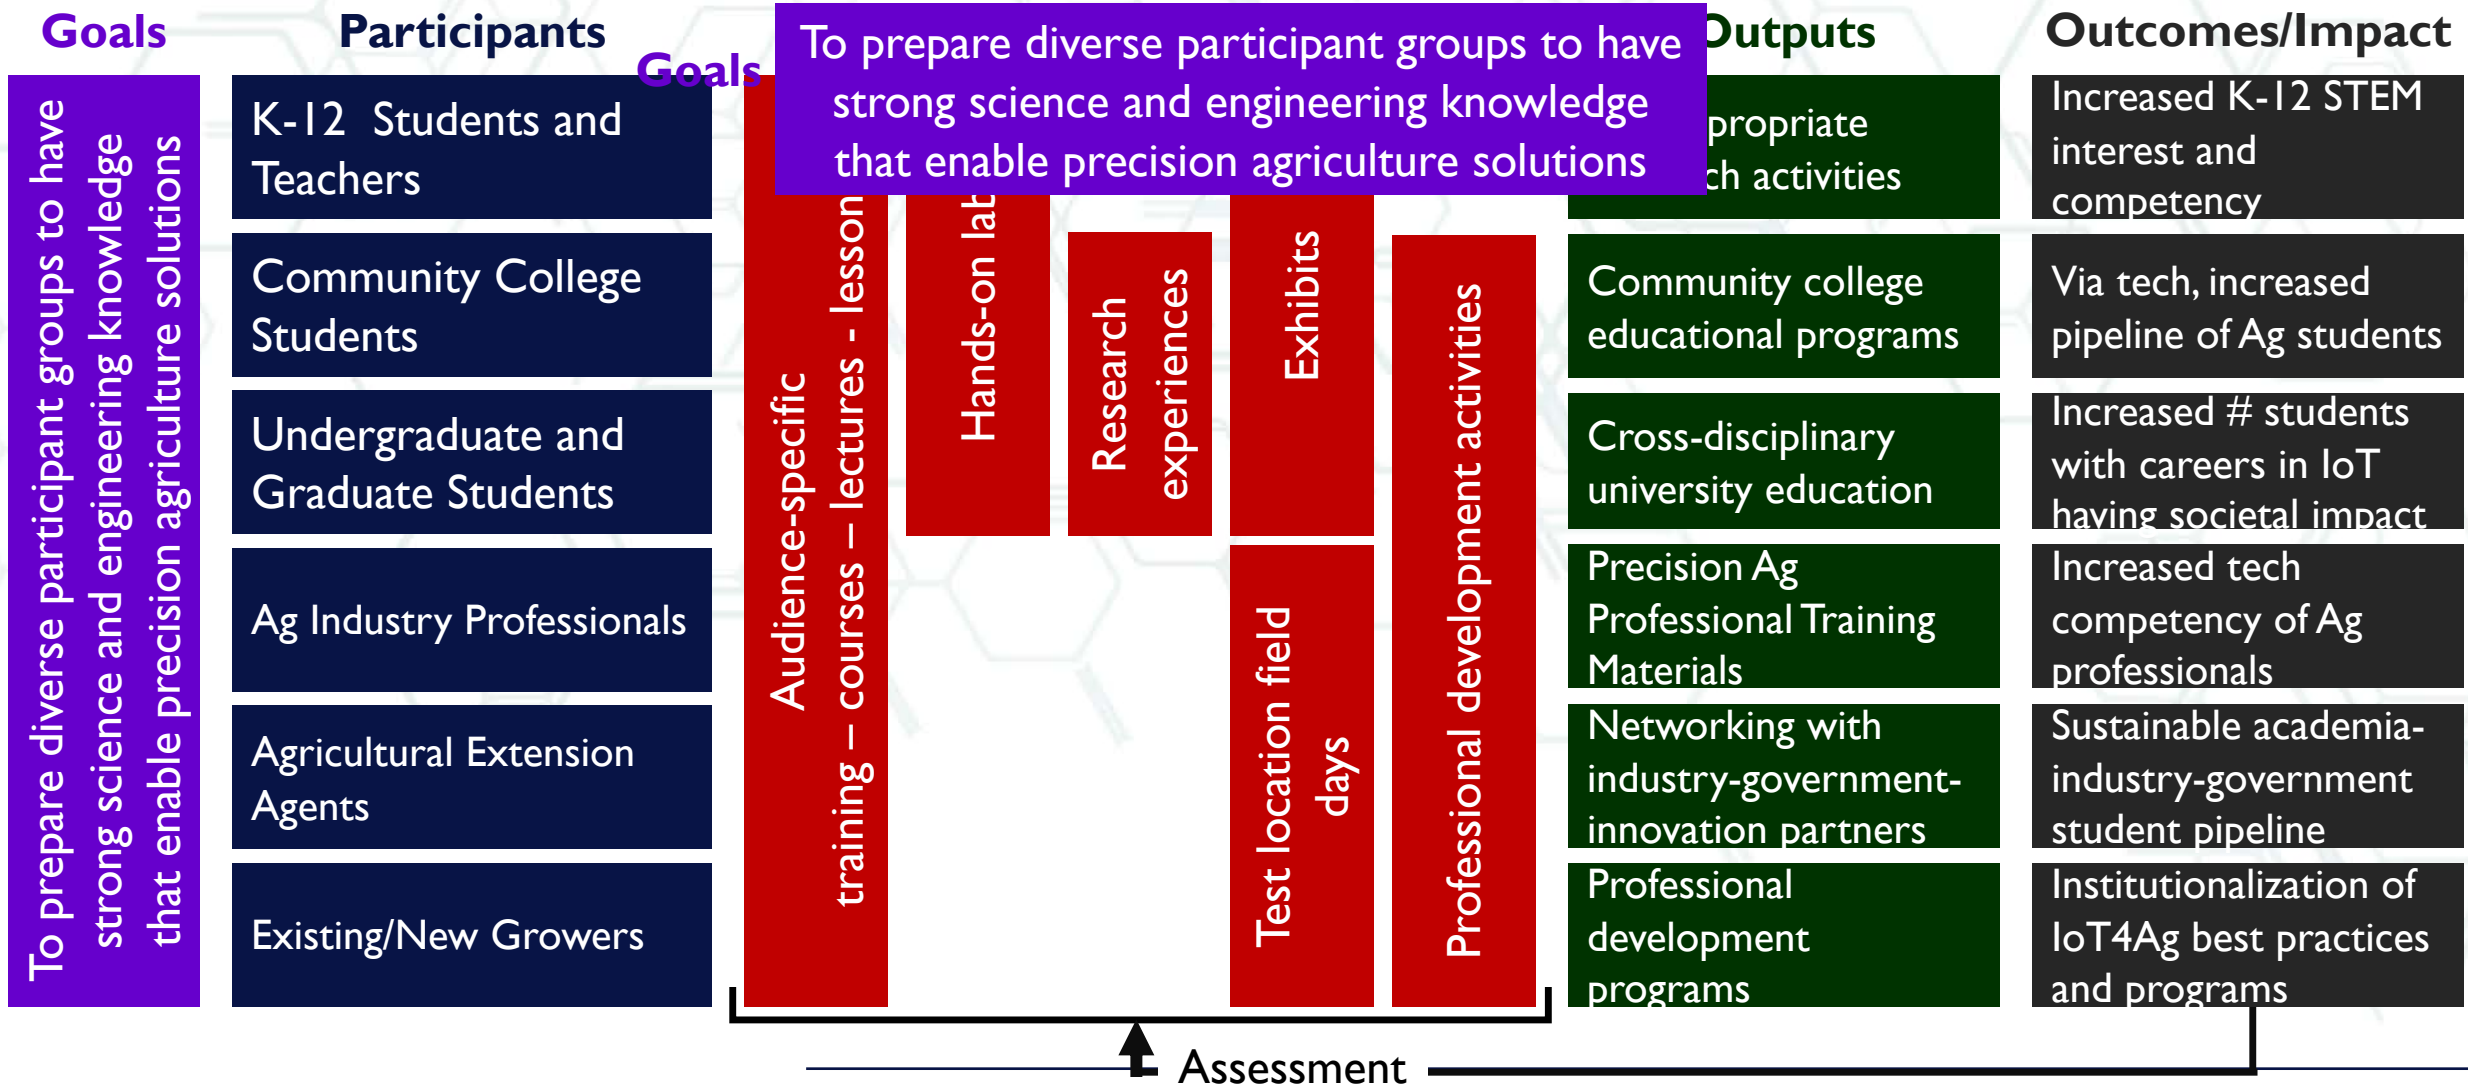 Goals
To prepare diverse participant groups to have
strong science and engineering knowledge
that enable precision agriculture solutions
Participants
K-12 Students and
Teachers
Community College
Students
Undergraduate and
Graduate Students
Ag Industry Professionals
Agricultural Extension
Agents
Existing/New Growers
Goals
To prepare diverse participant groups to have
strong science and engineering knowledge
that enable precision agriculture solutions
Audience-specific
training – courses – lectures - lesson
Hands-on lab
Research
experiences
Exhibits
Test location field
days
Professional development activities
Outputs
propriate
ch activities
Community college
educational programs
Cross-disciplinary
university education
Precision Ag
Professional Training
Materials
Networking with
industry-government-
innovation partners
Professional
development
programs
Outcomes/Impact
Increased K-12 STEM
interest and
competency
Via tech, increased
pipeline of Ag students
Increased # students
with careers in IoT
having societal impact
Increased tech
competency of Ag
professionals
Sustainable academia-
industry-government
student pipeline
Institutionalization of
IoT4Ag best practices
and programs
Assessment